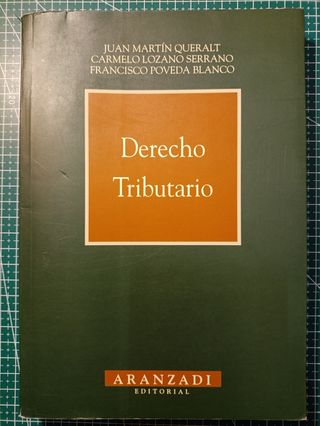 JUAN MARTÍN QUERALT
CARMELO LOZANO SERRANO
FRANCISCO POVEDA BLANCO
Derecho
Tributario
ARANZADI
EDITORIAL